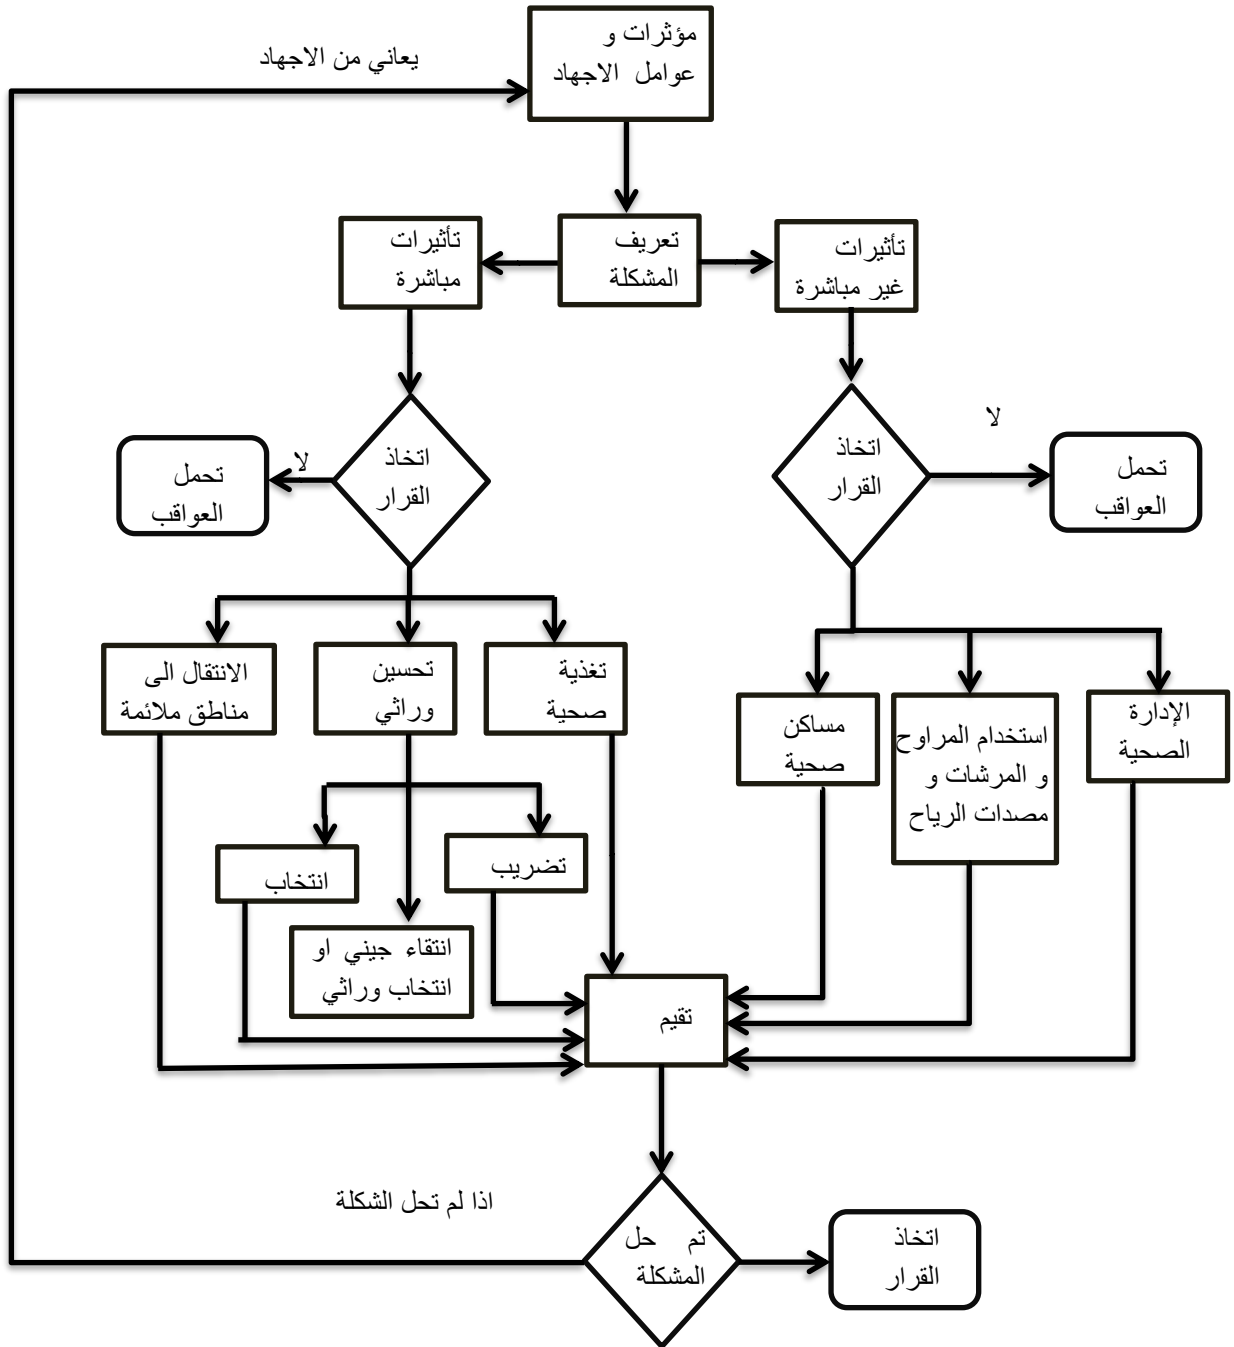 مؤثرات و
عوامل الاجهاد
يعاني من الاجهاد
تأثيرات
غير مباشرة
تعريف
المشكلة
تأثيرات
مباشرة
لا
اتخاذ
القرار
تحمل
العواقب
اتخاذ
القرار
لا
تحمل
العواقب
الإدارة
الصحية
استخدام المراوح
و المرشات و
مصدات الرياح
مساكن
صحية
تغذية
صحية
تحسين
وراثي
الانتقال الى
مناطق ملائمة
تضريب
انتخاب
انتقاء جيني او
انتخاب وراثي
تقيم
اذا لم تحل الشكلة
تم حل
المشكلة
اتخاذ
القرار